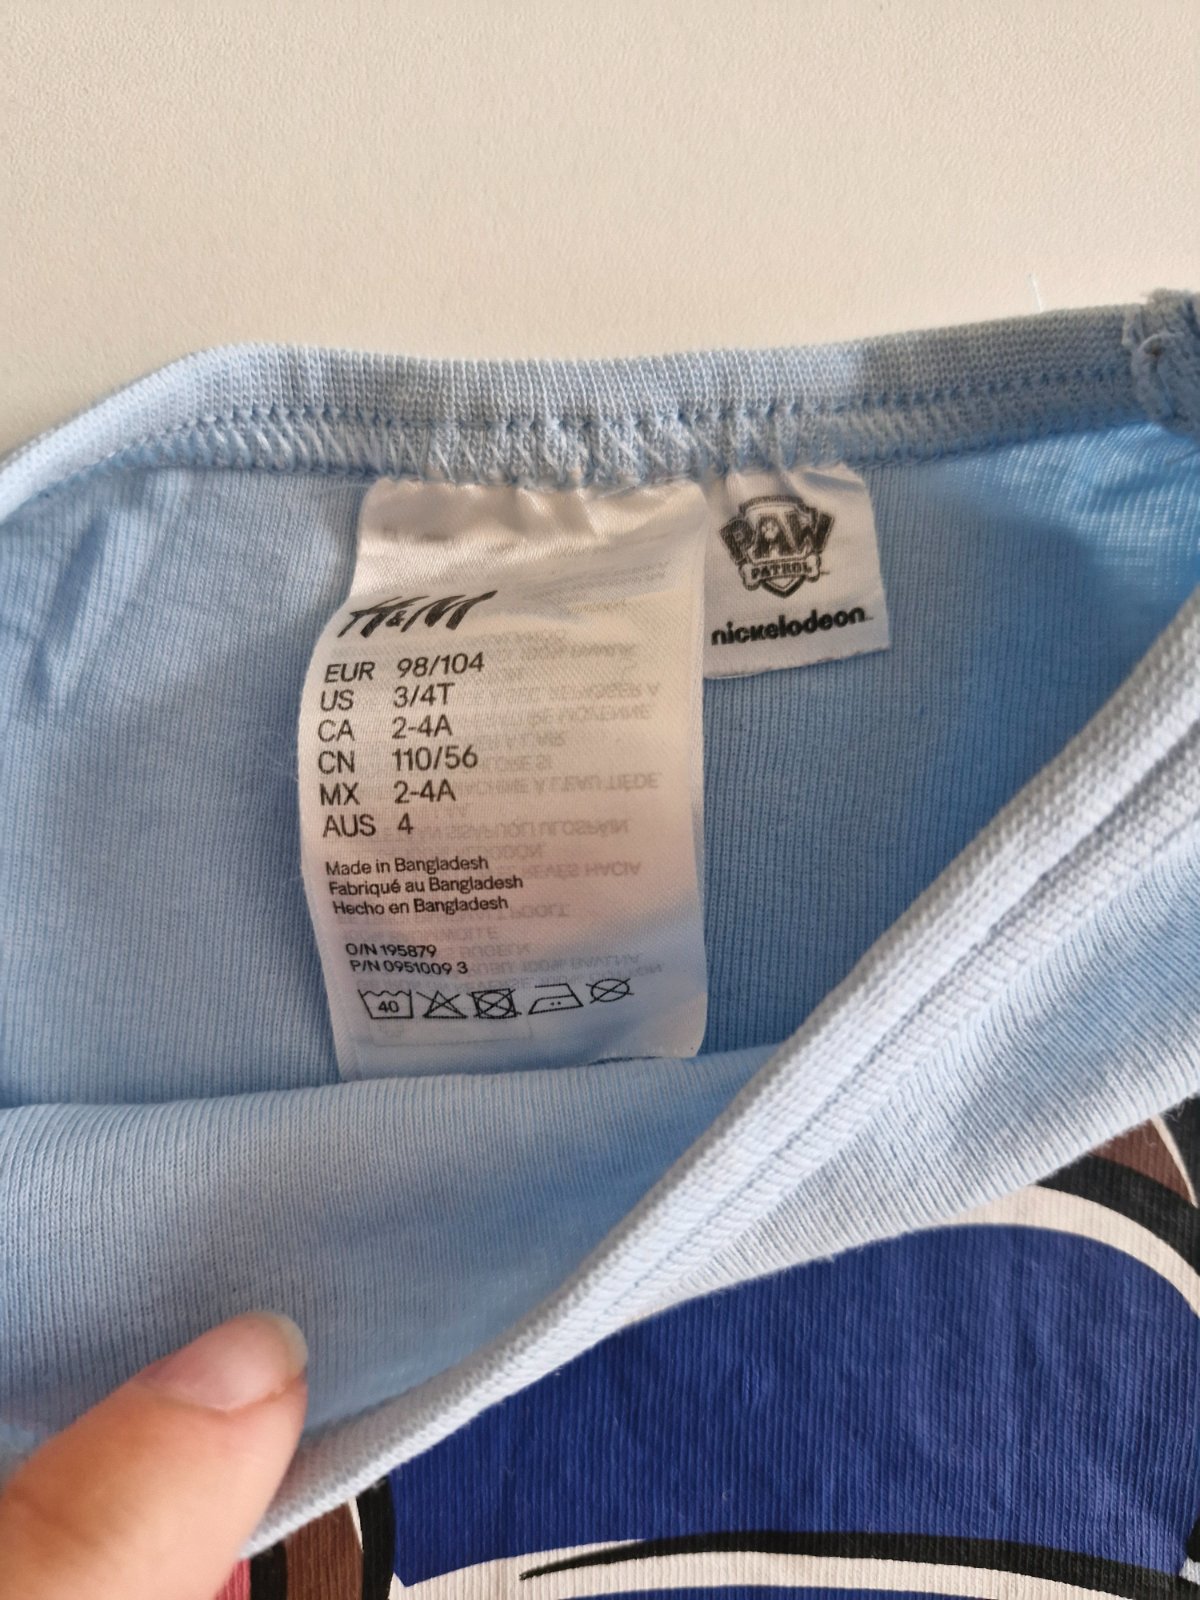 H&M
EUR 98/104
US 3/4T
CA 2-4A
CN 110/56
MX 2-4A
AUS 4
Made in Bangladesh
Fabriqué au Bangladesh
Hecho en Bangladesh
O/N 195879
P/N 0951009 3
40
PAW
PATROL
nickelodeon